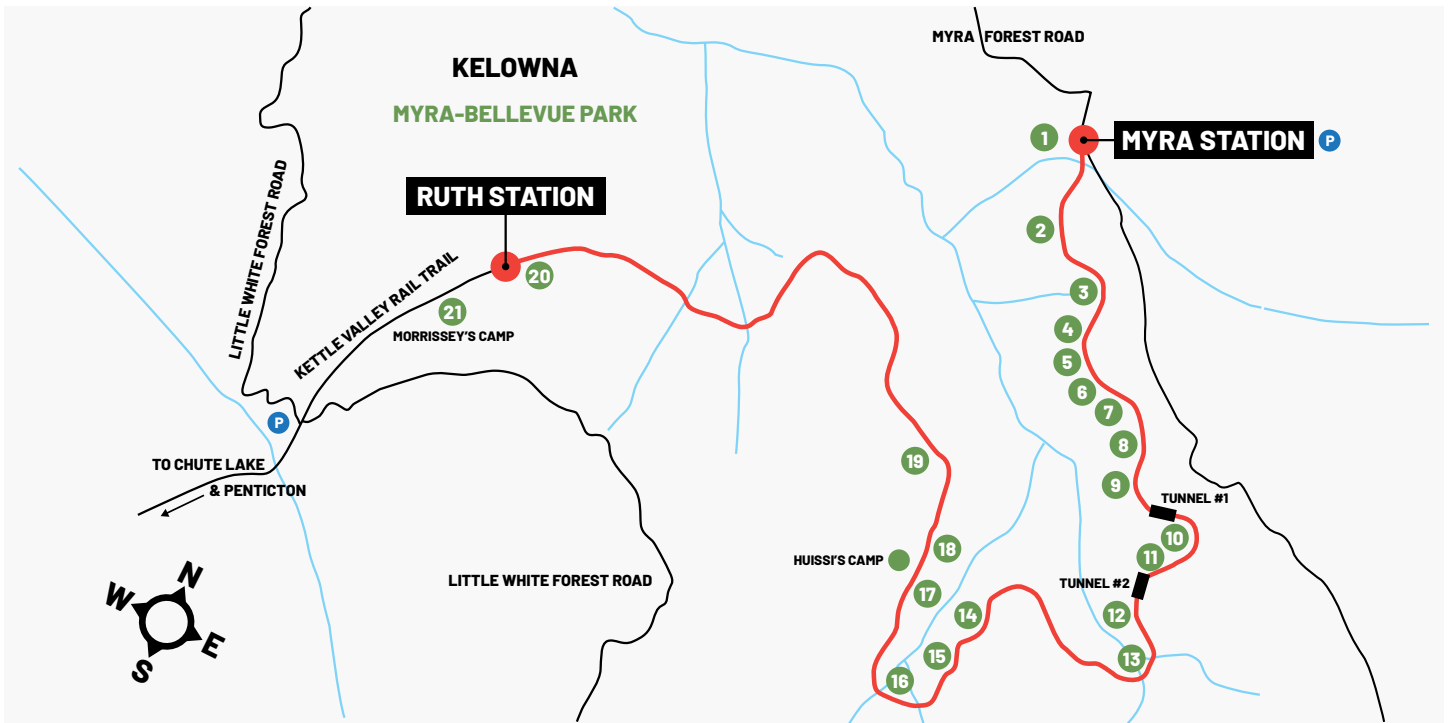 MYRA FOREST ROAD
KELOWNA
MYRA-BELLEVUE PARK
1
MYRA STATION
P
LITTLE WHITE FOREST ROAD
RUTH STATION
2
KETTLE VALLEY RAIL TRAIL
20
21
MORRISSEY'S CAMP
3
4
5
6
7
8
9
P
TO CHUTE LAKE
& PENTICTON
19
TUNNEL #1
10
11
HUISSI'S CAMP
18
TUNNEL #2
LITTLE WHITE FOREST ROAD
17
14
12
15
13
16
N
W
E
S